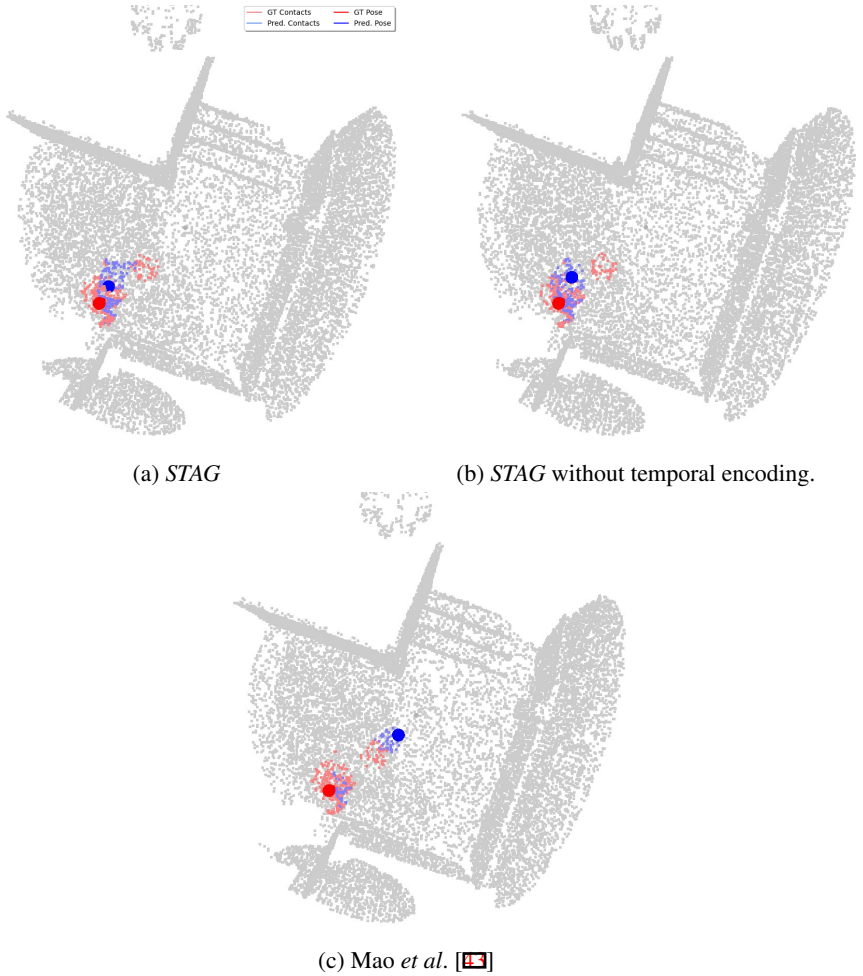 GT Contacts GT Pose
Pred. Contacts Pred. Pose
(a) STAG
(b) STAG without temporal encoding.
(c) Mao et al. [43]